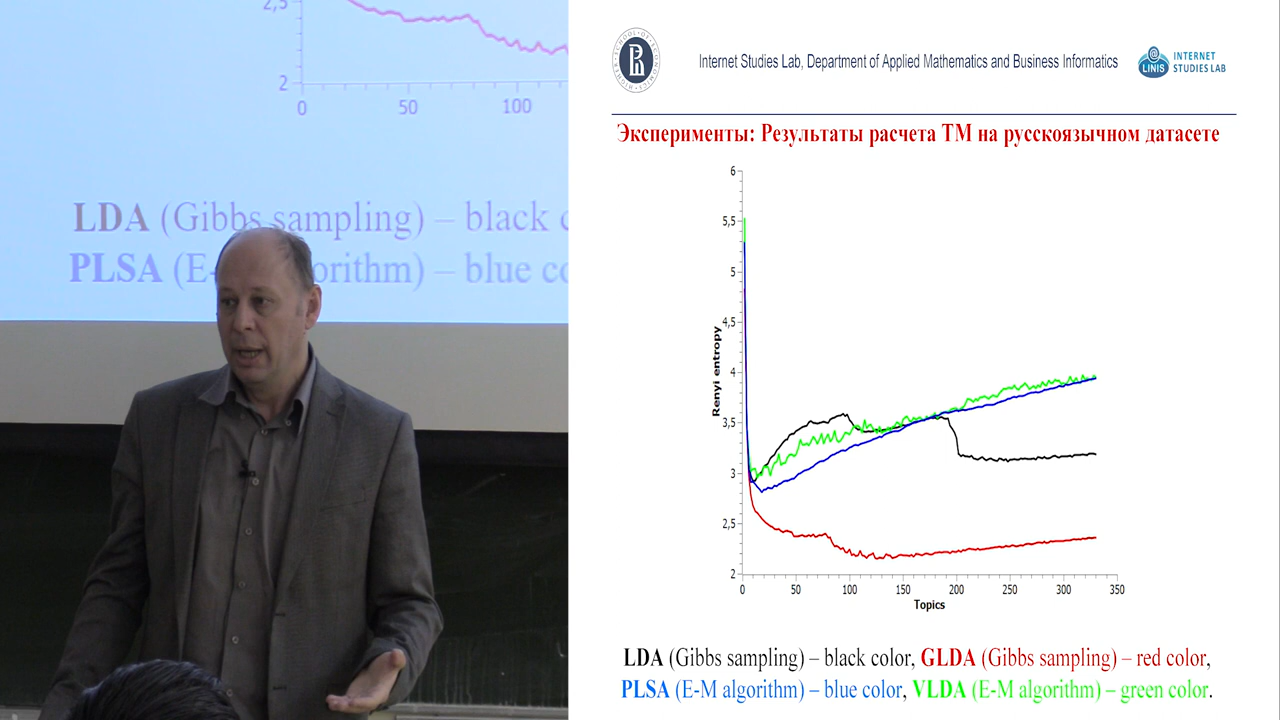 2,5
2
0
50
100
LDA (Gibbs sampling) – black
PLSA (E- orithm) – blue
Internet Studies Lab, Department of Applied Mathematics and Business Informatics
LINIS
INTERNET
STUDIES LAB
Эксперименты: Результаты расчета ТМ на русскоязычном датасете
6
5,5
5
4,5
4
3,5
3
2,5
2
Renyi entropy
0 50 100 150 200 250 300 350
Topics
LDA (Gibbs sampling) – black color, GLDA (Gibbs sampling) – red color,
PLSA (E-M algorithm) – blue color, VLDA (E-M algorithm) – green color.